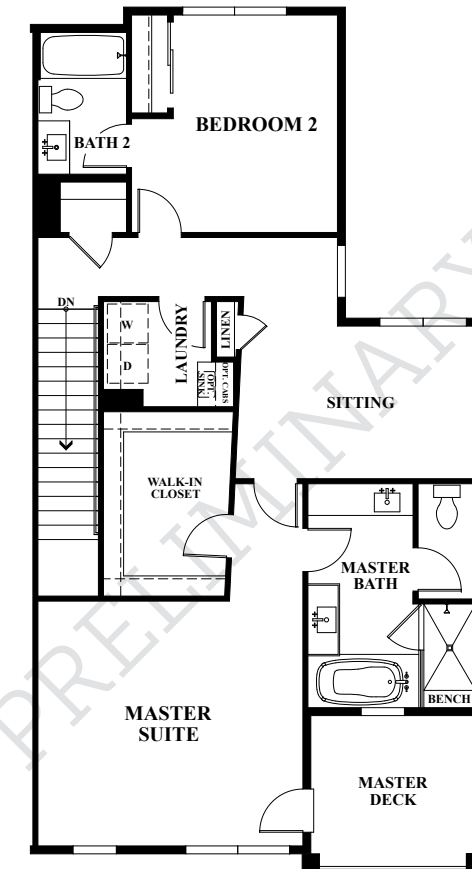 BEDROOM 2
BATH 2
DN
W
D
LAUNDRY
LINEN
OPT.
SINK
OPT. CABS
SITTING
WALK-IN
CLOSET
MASTER
BATH
BENCH
MASTER
SUITE
MASTER
DECK
PRELIMINARY